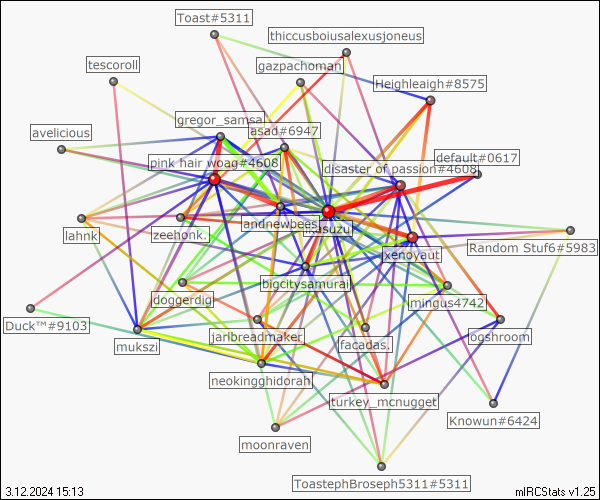 Toast#5311
thiccusboiusalexusjoneus
tescoroll
gazpachoman
Heighleaigh#8575
gregor_samsa
asad#6947
avelicious
pink hair woag#4608
disaster of passion#4608
default#0617
andnewbees
lahnk
zeehonk.
Random Stuf6#5983
xenoyaut
bigcitysamurai
doggerdig
mingus4742
Duck™#9103
mukszi
jaribreadmaker
facadas.
ogshroom
neokingghidorah
turkey_mcnugget
Knowun#6424
moonraven
ToastephBroseph5311#5311
3.12.2024 15:13
mIRCStats v1.25